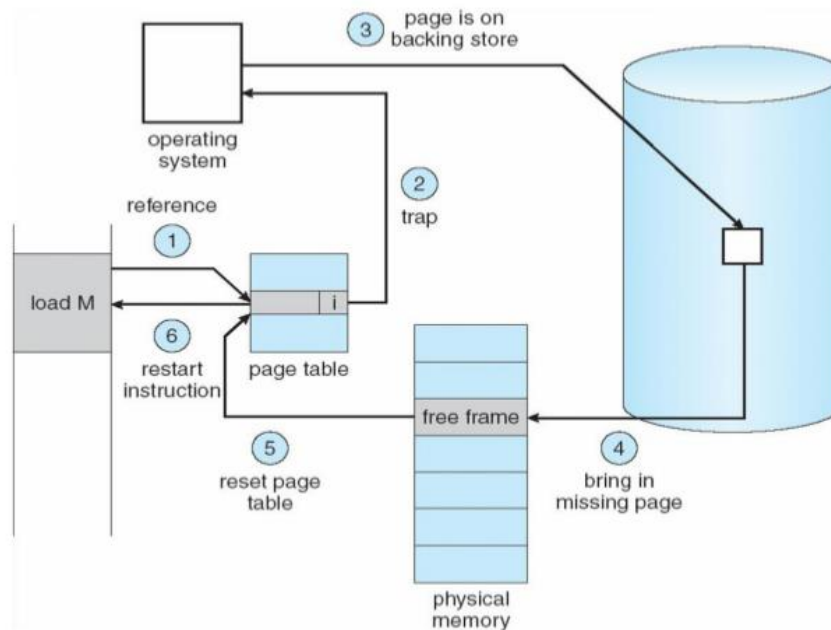 3
page is on
backing store
operating
system
2
trap
reference
1
load M
i
6
restart
instruction
page table
free frame
5
reset page
table
4
bring in
missing page
physical
memory